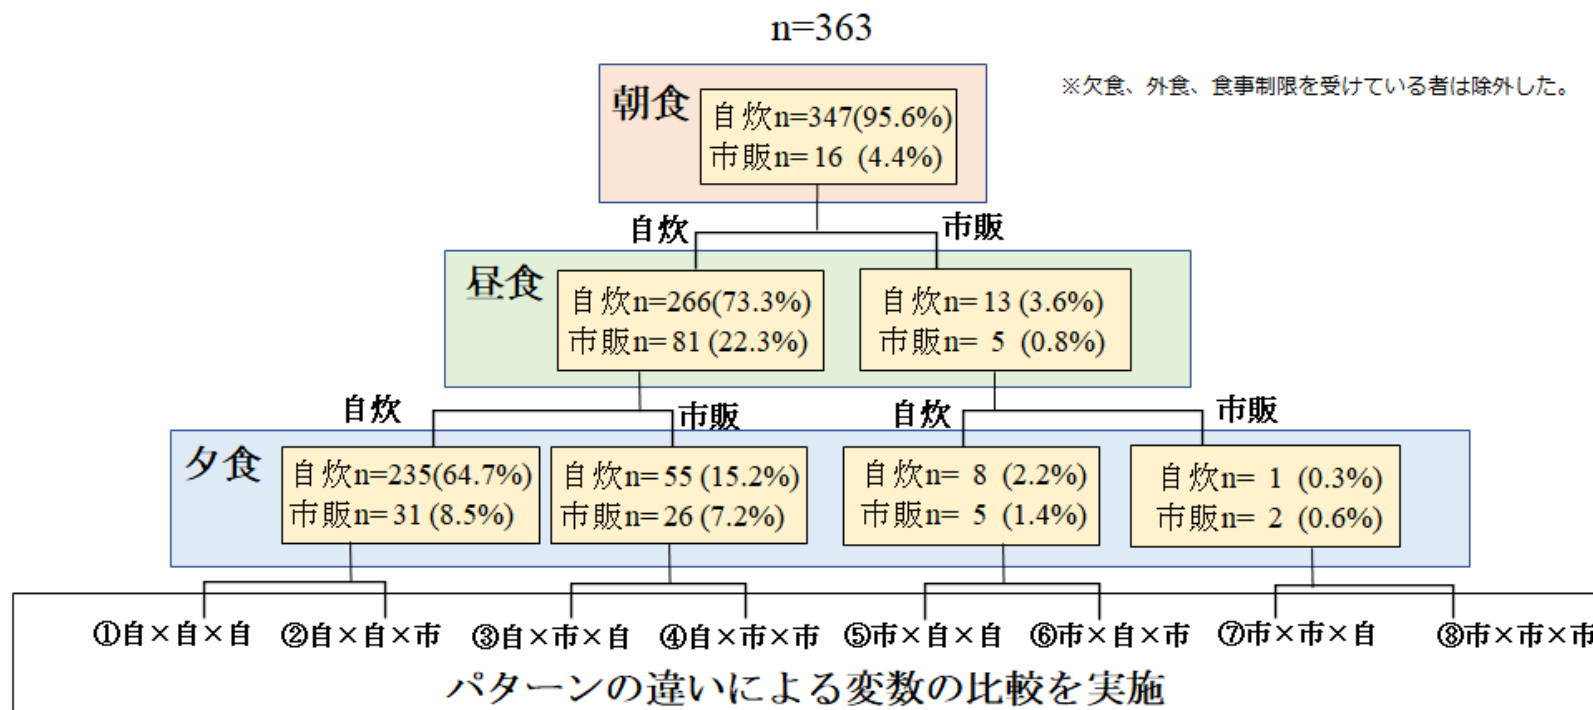 n=363
※欠食、外食、食事制限を受けている者は除外した。
朝食
自炊n=347(95.6%)
市販n= 16 (4.4%)
自炊
市販
昼食
自炊n=266(73.3%)
市販n= 81 (22.3%)
自炊n= 13 (3.6%)
市販n= 5 (0.8%)
自炊
市販
自炊
市販
夕食
自炊n=235(64.7%)
市販n= 31 (8.5%)
自炊n= 55 (15.2%)
市販n= 26 (7.2%)
自炊n= 8 (2.2%)
市販n= 5 (1.4%)
自炊n= 1 (0.3%)
市販n= 2 (0.6%)
①自×自×自
②自×自×市
③自×市×自
④自×市×市
⑤市×自×自
⑥市×自×市
⑦市×市×自
⑧市×市×市
パターンの違いによる変数の比較を実施